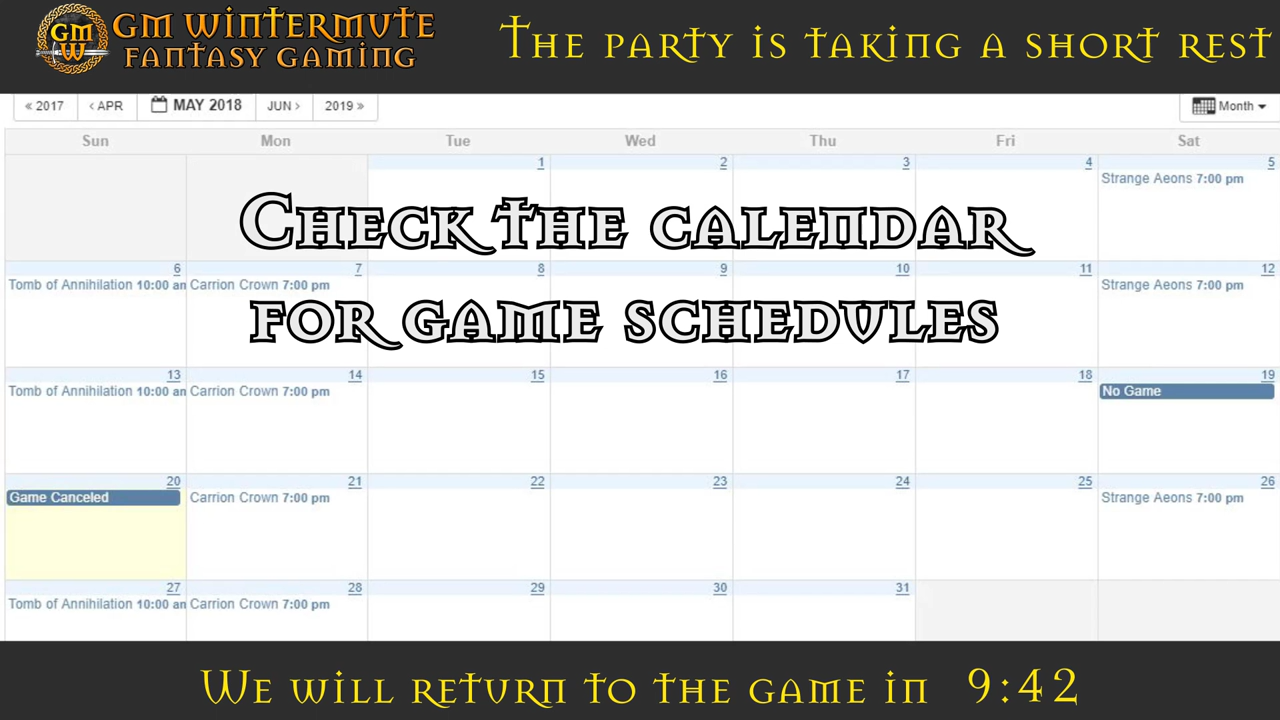 GM
W
GM WINTERMUTE
FANTASY GAMING
THE PARTY IS TAKING A SHORT REST
« 2017 ‹ APR MAY 2018 JUN › 2019 » Month
Sun Mon Tue Wed Thu Fri Sat
1 2 3 4 5
Strange Aeons 7:00 pm
CHECK THE CALENDAR
6 7 8 9 10 11 12
Tomb of Annihilation 10:00 an Carrion Crown 7:00 pm Strange Aeons 7:00 pm
FOR GAME SCHEDULES
13 14 15 16 17 18 19
Tomb of Annihilation 10:00 an Carrion Crown 7:00 pm No Game
20 21 22 23 24 25 26
Game Canceled Carrion Crown 7:00 pm Strange Aeons 7:00 pm
27 28 29 30 31
Tomb of Annihilation 10:00 an Carrion Crown 7:00 pm
WE WILL RETURN TO THE GAME IN 9:42